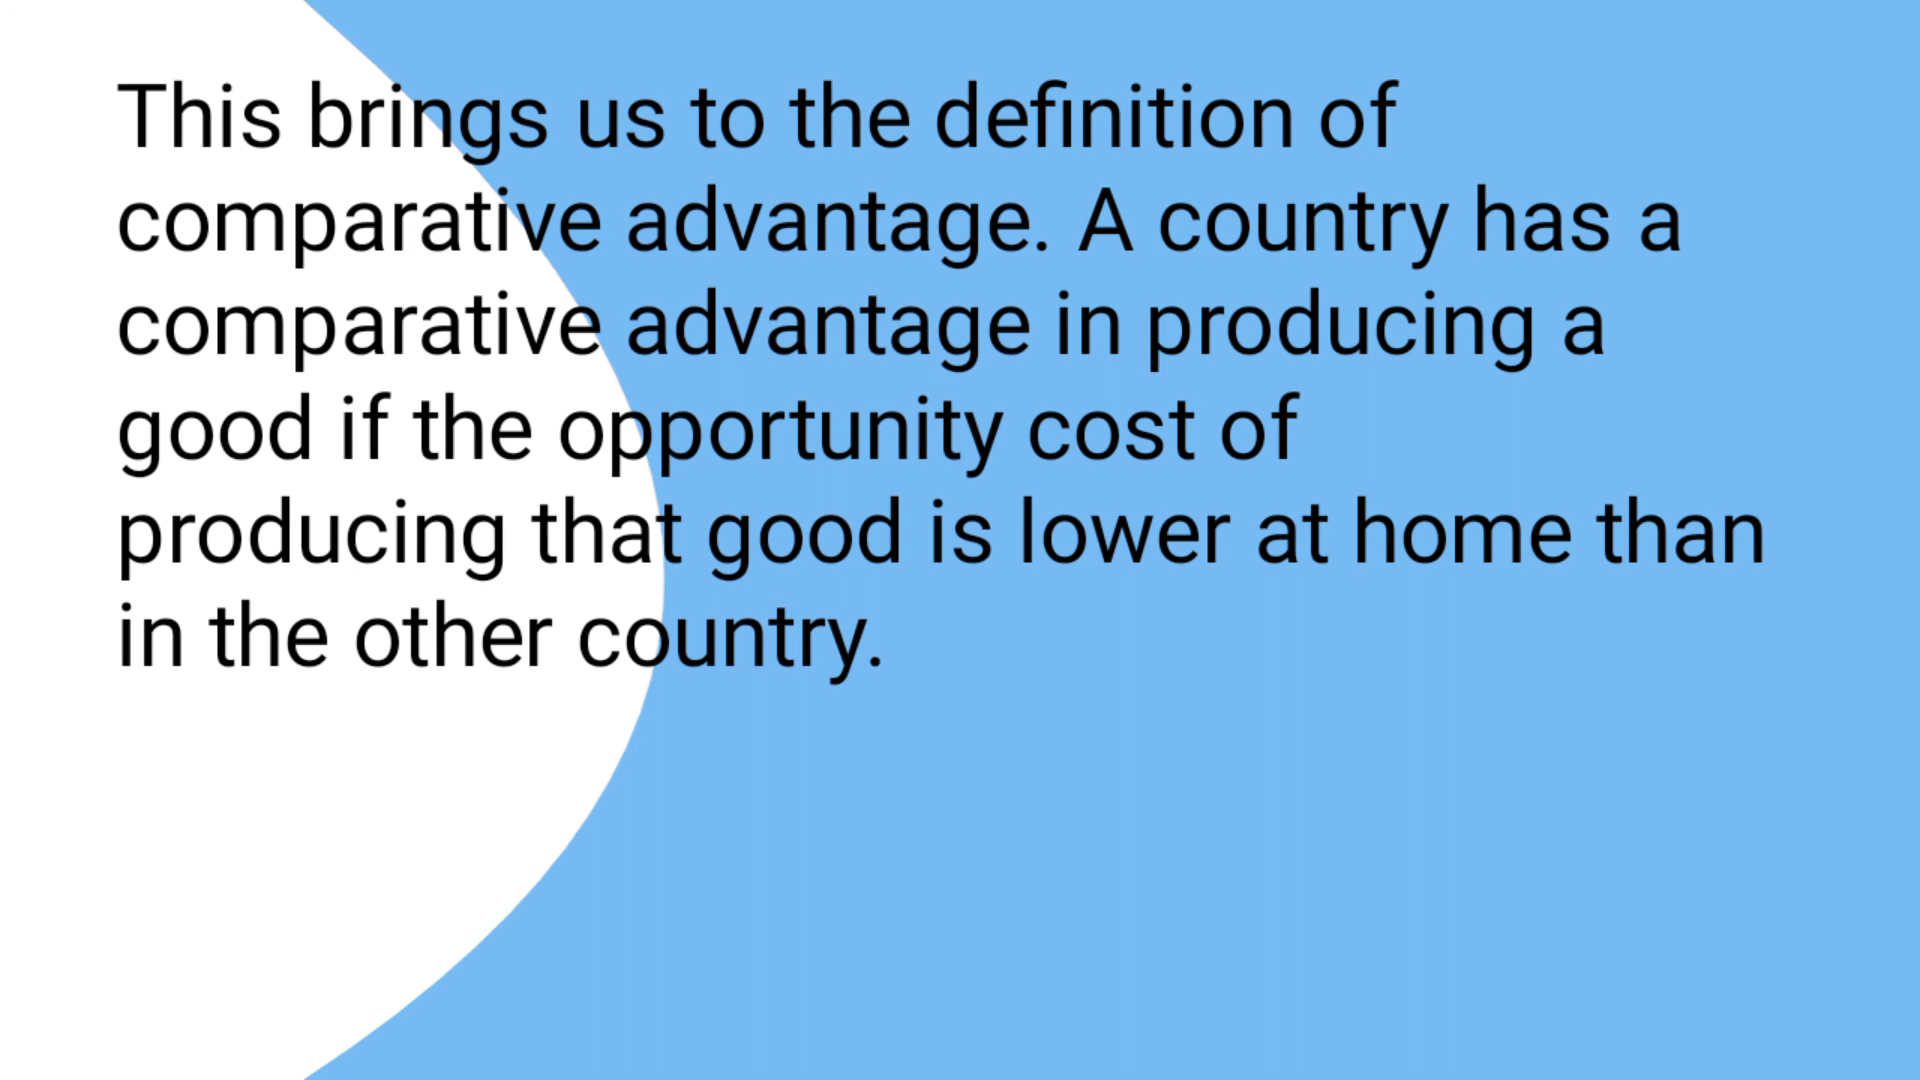 This brings us to the definition of
comparative advantage. A country has a
comparative advantage in producing a
good if the opportunity cost of
producing that good is lower at home than
in the other country.